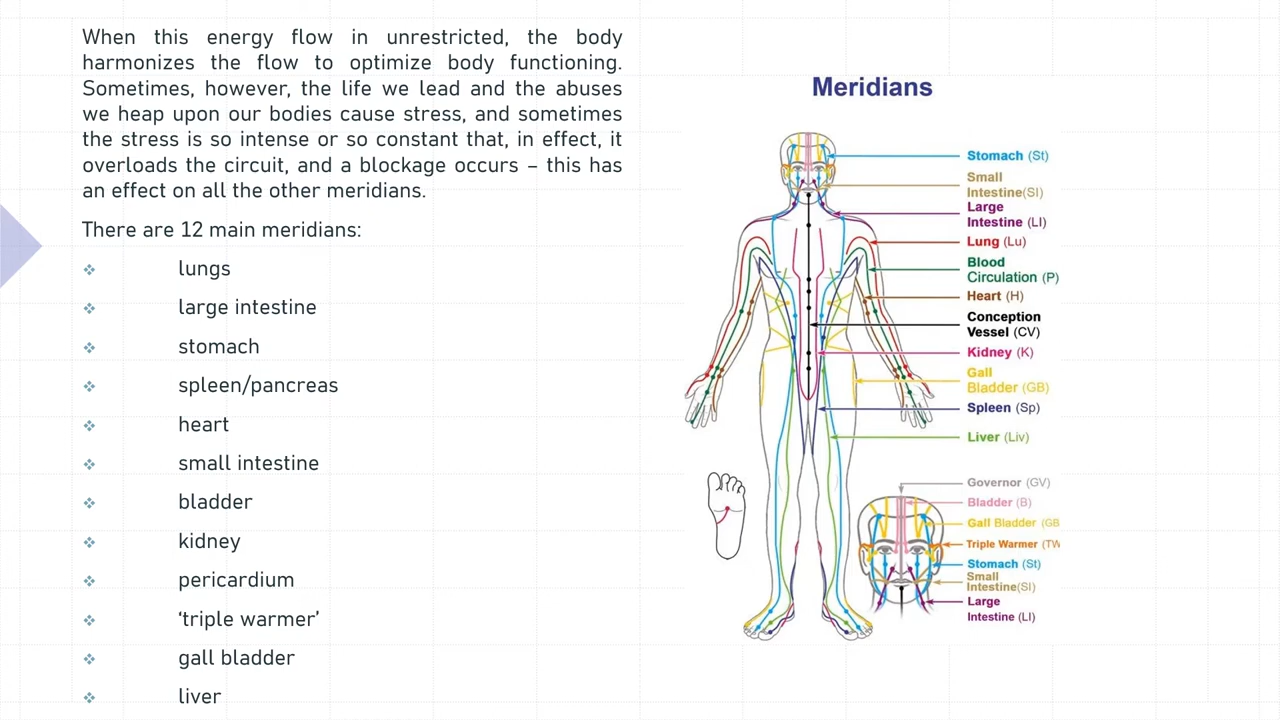 When this energy flow in unrestricted, the body
harmonizes the flow to optimize body functioning.
Sometimes, however, the life we lead and the abuses
we heap upon our bodies cause stress, and sometimes
the stress is so intense or so constant that, in effect, it
overloads the circuit, and a blockage occurs – this has
an effect on all the other meridians.
There are 12 main meridians:
lungs
large intestine
stomach
spleen/pancreas
heart
small intestine
bladder
kidney
pericardium
‘triple warmer’
gall bladder
liver
Meridians
Stomach (St)
Small
Intestine(SI)
Large
Intestine (LI)
Lung (Lu)
Blood
Circulation (P)
Heart (H)
Conception
Vessel (CV)
Kidney (K)
Gall
Bladder (GB)
Spleen (Sp)
Liver (Liv)
Governor (GV)
Bladder (B)
Gall Bladder (GB
Triple Warmer (TW
Stomach (St)
Small
Intestine(SI)
Large
Intestine (LI)